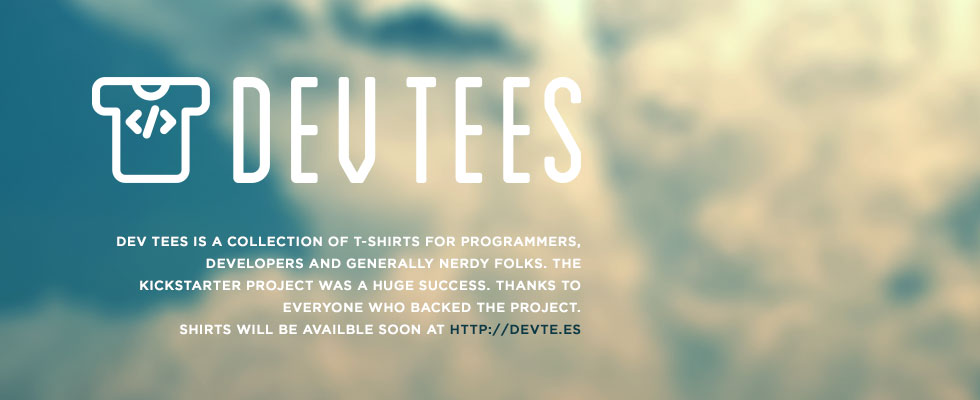 </>
DEV TEES
DEV TEES IS A COLLECTION OF T-SHIRTS FOR PROGRAMMERS,
DEVELOPERS AND GENERALLY NERDY FOLKS. THE
KICKSTARTER PROJECT WAS A HUGE SUCCESS. THANKS TO
EVERYONE WHO BACKED THE PROJECT.
SHIRTS WILL BE AVAILBLE SOON AT HTTP://DEVTE.ES